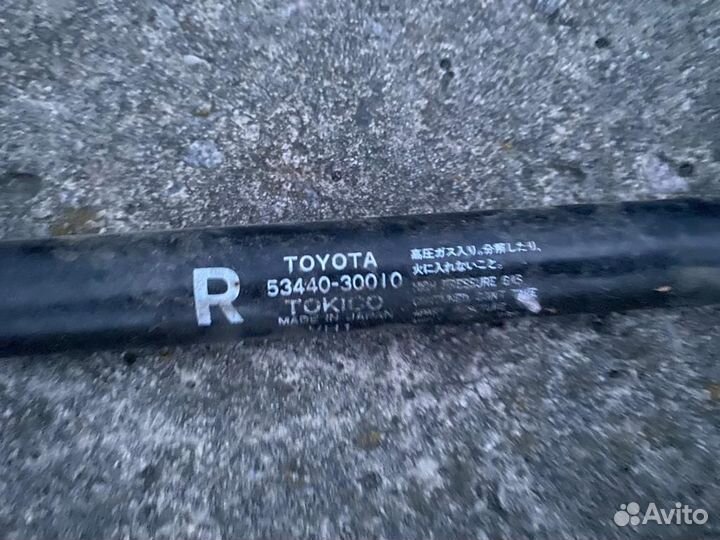 R
TOYOTA
53440-30010
TOKICO
MADE IN JAPAN
高圧ガス入り。分解したり、
火に入れないこと。
HIGH PRESSURE GAS
Avito